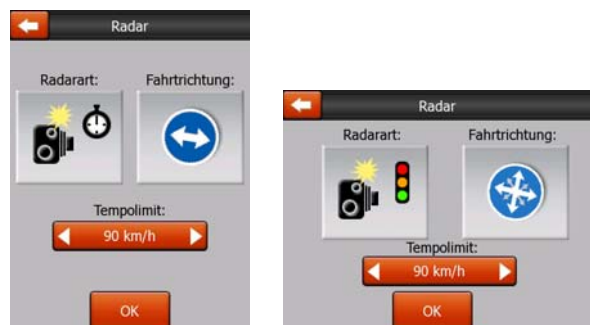 Radar
Radarart: Fahrtrichtung:
Tempolimit:
90 km/h
OK
Radar
Radarart: Fahrtrichtung:
Tempolimit:
90 km/h
OK